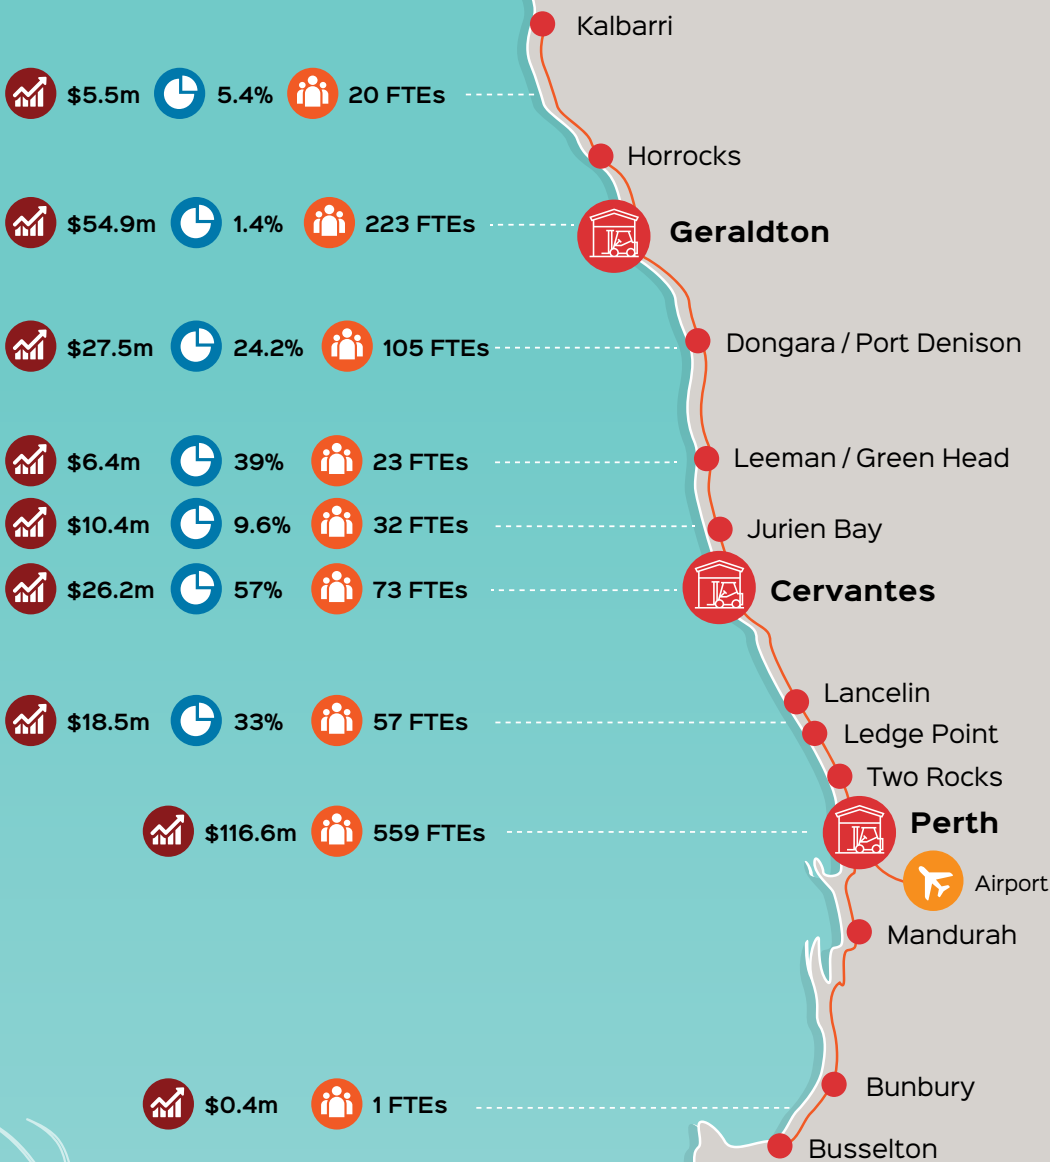 Kalbarri
$5.5m 5.4% 20 FTEs
Horrocks
$54.9m 1.4% 223 FTEs
Geraldton
$27.5m 24.2% 105 FTEs
Dongara / Port Denison
$6.4m 39% 23 FTEs
Leeman / Green Head
$10.4m 9.6% 32 FTEs
Jurien Bay
$26.2m 57% 73 FTEs
Cervantes
Lancelin
$18.5m 33% 57 FTEs
Ledge Point
Two Rocks
Perth
$116.6m 559 FTEs
Airport
Mandurah
Bunbury
$0.4m 1 FTEs
Busselton